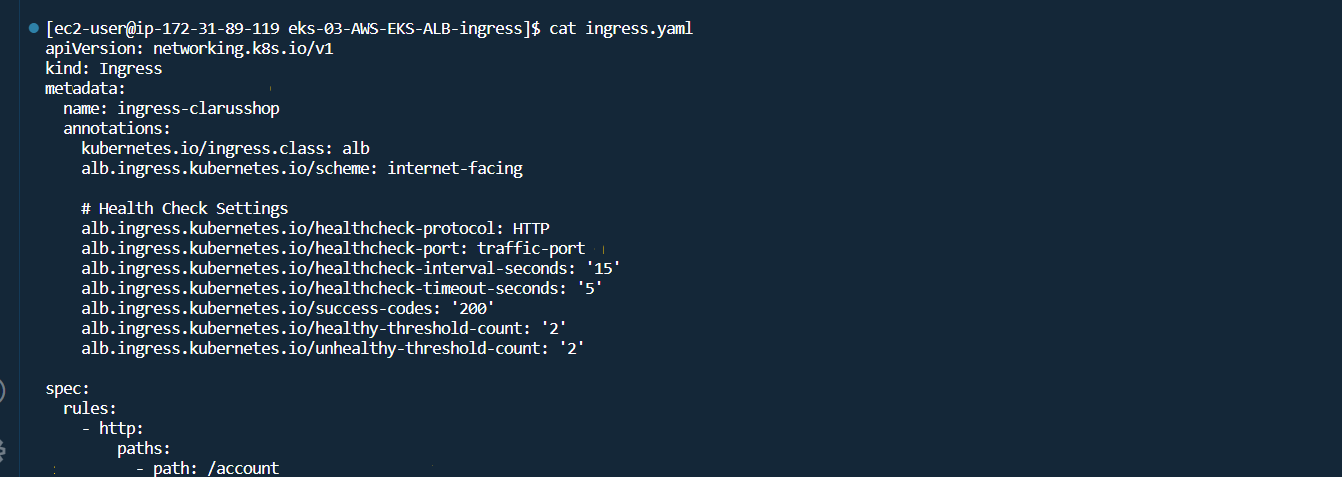 [ec2-user@ip-172-31-89-119 eks-03-AWS-EKS-ALB-ingress]$ cat ingress.yaml
apiVersion: networking.k8s.io/v1
kind: Ingress
metadata:
  name: ingress-clarusshop
  annotations:
    kubernetes.io/ingress.class: alb
    alb.ingress.kubernetes.io/scheme: internet-facing

    # Health Check Settings
    alb.ingress.kubernetes.io/healthcheck-protocol: HTTP
    alb.ingress.kubernetes.io/healthcheck-port: traffic-port
    alb.ingress.kubernetes.io/healthcheck-interval-seconds: '15'
    alb.ingress.kubernetes.io/healthcheck-timeout-seconds: '5'
    alb.ingress.kubernetes.io/success-codes: '200'
    alb.ingress.kubernetes.io/healthy-threshold-count: '2'
    alb.ingress.kubernetes.io/unhealthy-threshold-count: '2'

spec:
  rules:
    - http:
        paths:
          - path: /account